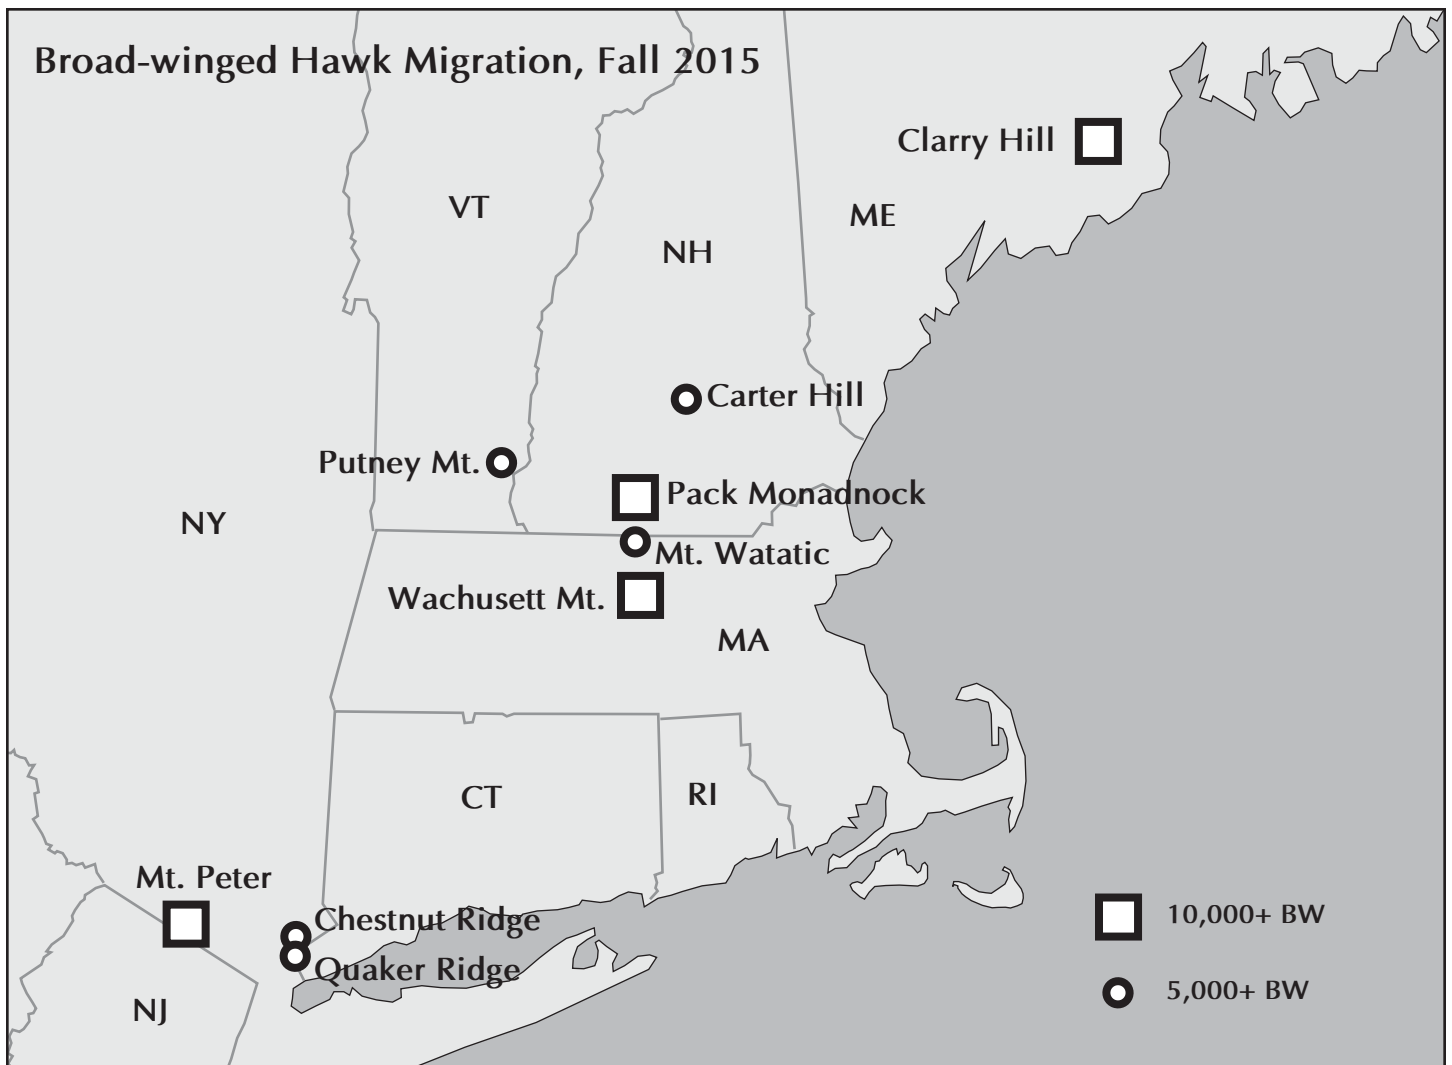 Broad-winged Hawk Migration, Fall 2015
Clarry Hill
VT
ME
NH
Carter Hill
Putney Mt.
Pack Monadnock
NY
Mt. Watatic
Wachusett Mt.
MA
CT
RI
Mt. Peter
Chestnut Ridge
10,000+ BW
Quaker Ridge
5,000+ BW
NJ